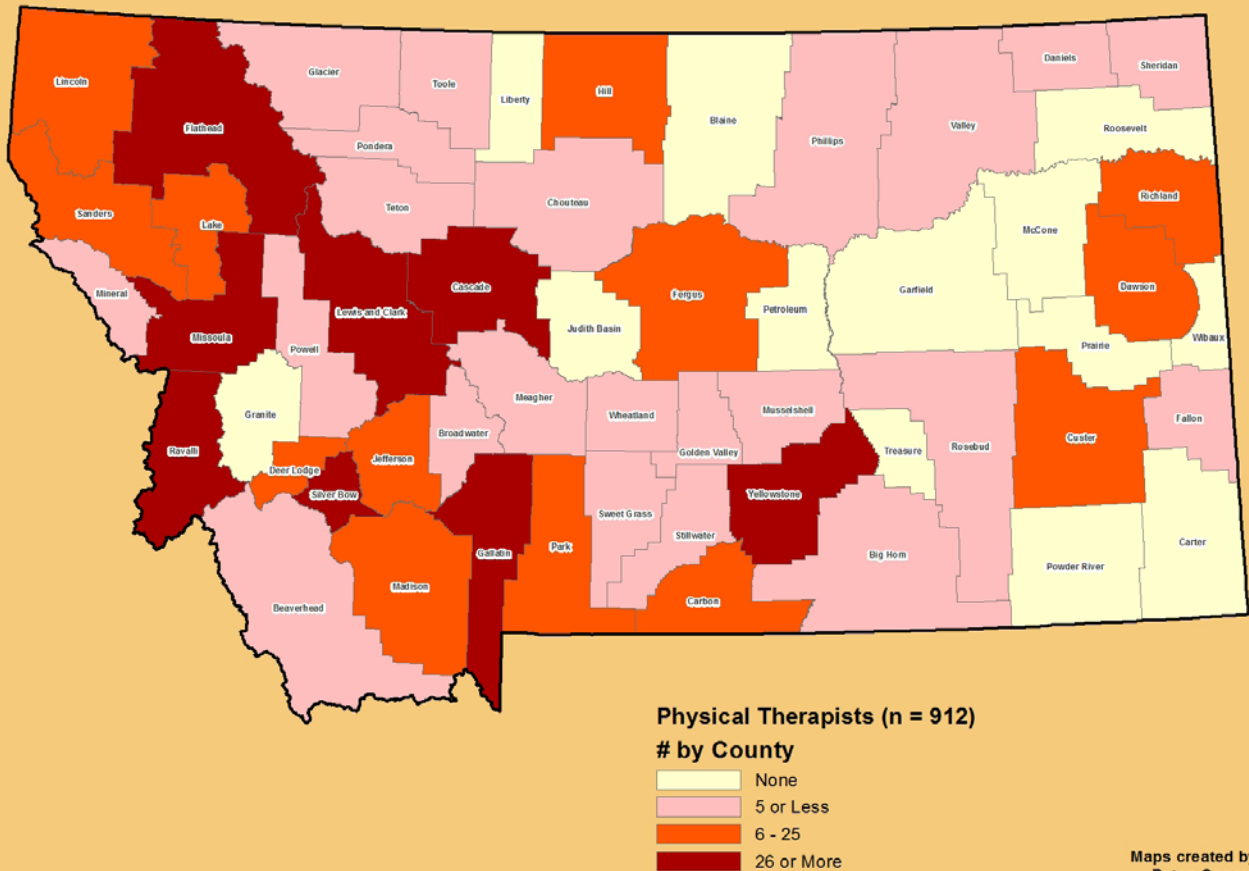 Lincoln
Flathead
Glacier
Toole
Liberty
Hill
Blaine
Phillips
Valley
Daniels
Sheridan
Roosevelt
Pondera
Teton
Chouteau
Sanders
Lake
Richland
McCone
Mineral
Missoula
Powell
Lewis and Clark
Cascade
Judith Basin
Fergus
Petroleum
Garfield
Dawson
Prairie
Wibaux
Ravalli
Granite
Deer Lodge
Silver Bow
Jefferson
Broadwater
Meagher
Wheatland
Golden Valley
Musselshell
Treasure
Rosebud
Custer
Fallon
Yellowstone
Sweet Grass
Stillwater
Big Horn
Powder River
Carter
Beaverhead
Madison
Gallatin
Park
Carbon
Physical Therapists (n = 912)
# by County
None
5 or Less
6 - 25
26 or More
Maps created by